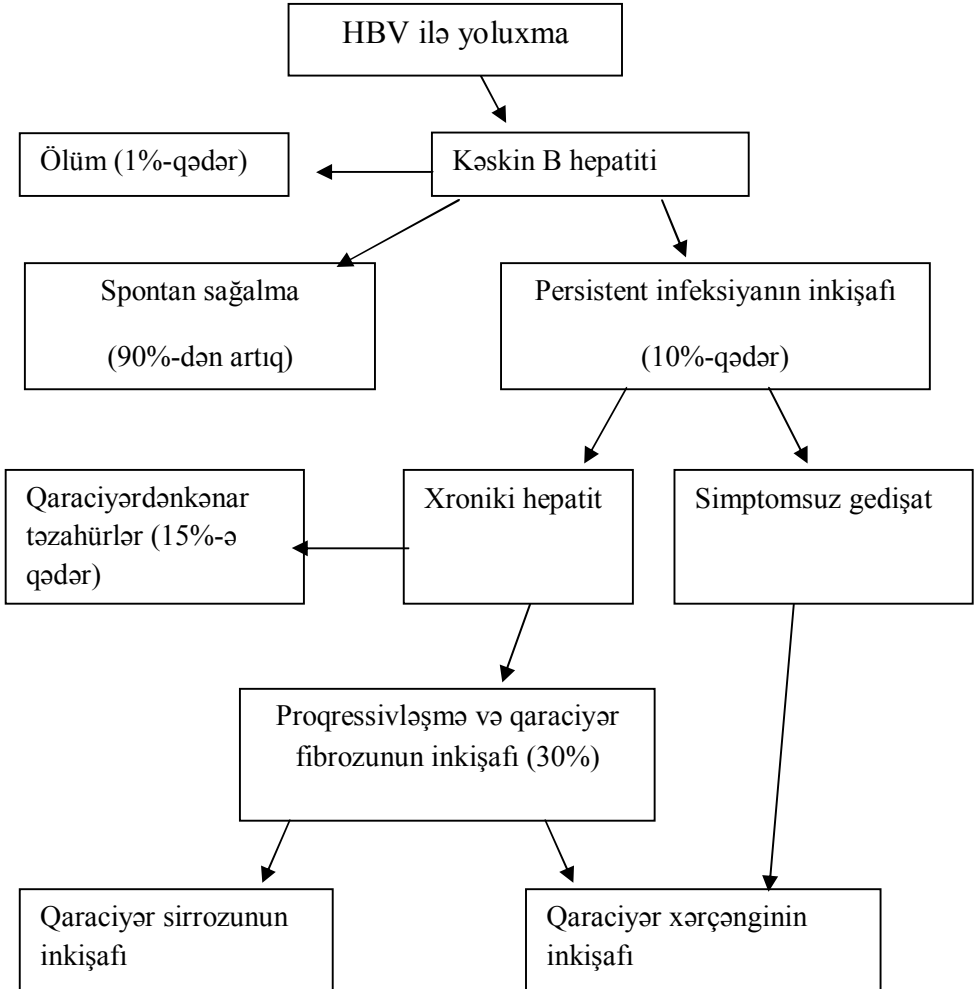 HBV ilə yoluxma
Ölüm (1%-qədər)
Kəskin B hepatiti
Spontan sağalma
(90%-dən artıq)
Persistent infeksiyanın inkişafı
(10%-qədər)
Qaraciyərdənkənar
təzahürlər (15%-ə
qədər)
Xroniki hepatit
Simptomsuz gedişat
Proqressivləşmə və qaraciyər
fibrozunun inkişafı (30%)
Qaraciyər sirrozunun
inkişafı
Qaraciyər xərçənginin
inkişafı